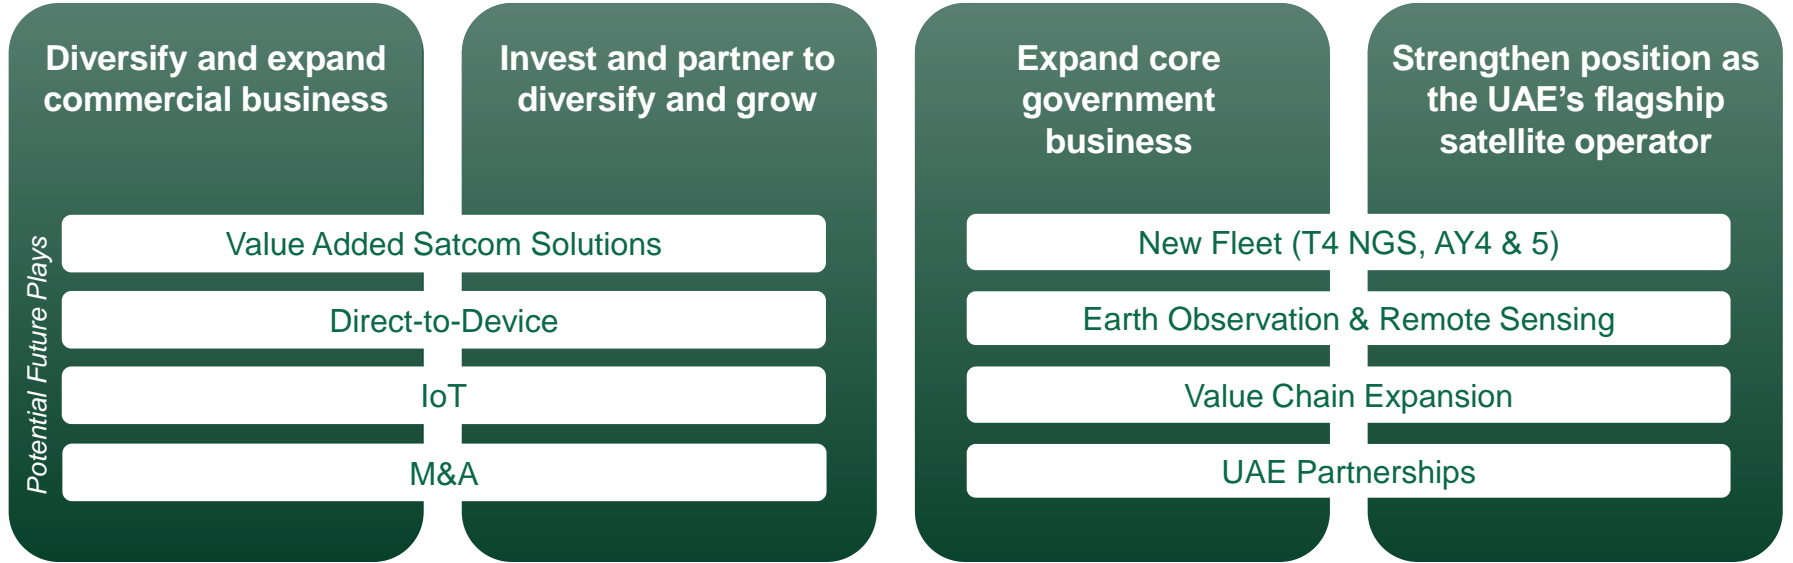 Diversify and expand
commercial business
Invest and partner to
diversify and grow
Expand core
government
business
Strengthen position as
the UAE’s flagship
satellite operator
Potential Future Plays
Value Added Satcom Solutions
Direct-to-Device
IoT
M&A
New Fleet (T4 NGS, AY4 & 5)
Earth Observation & Remote Sensing
Value Chain Expansion
UAE Partnerships